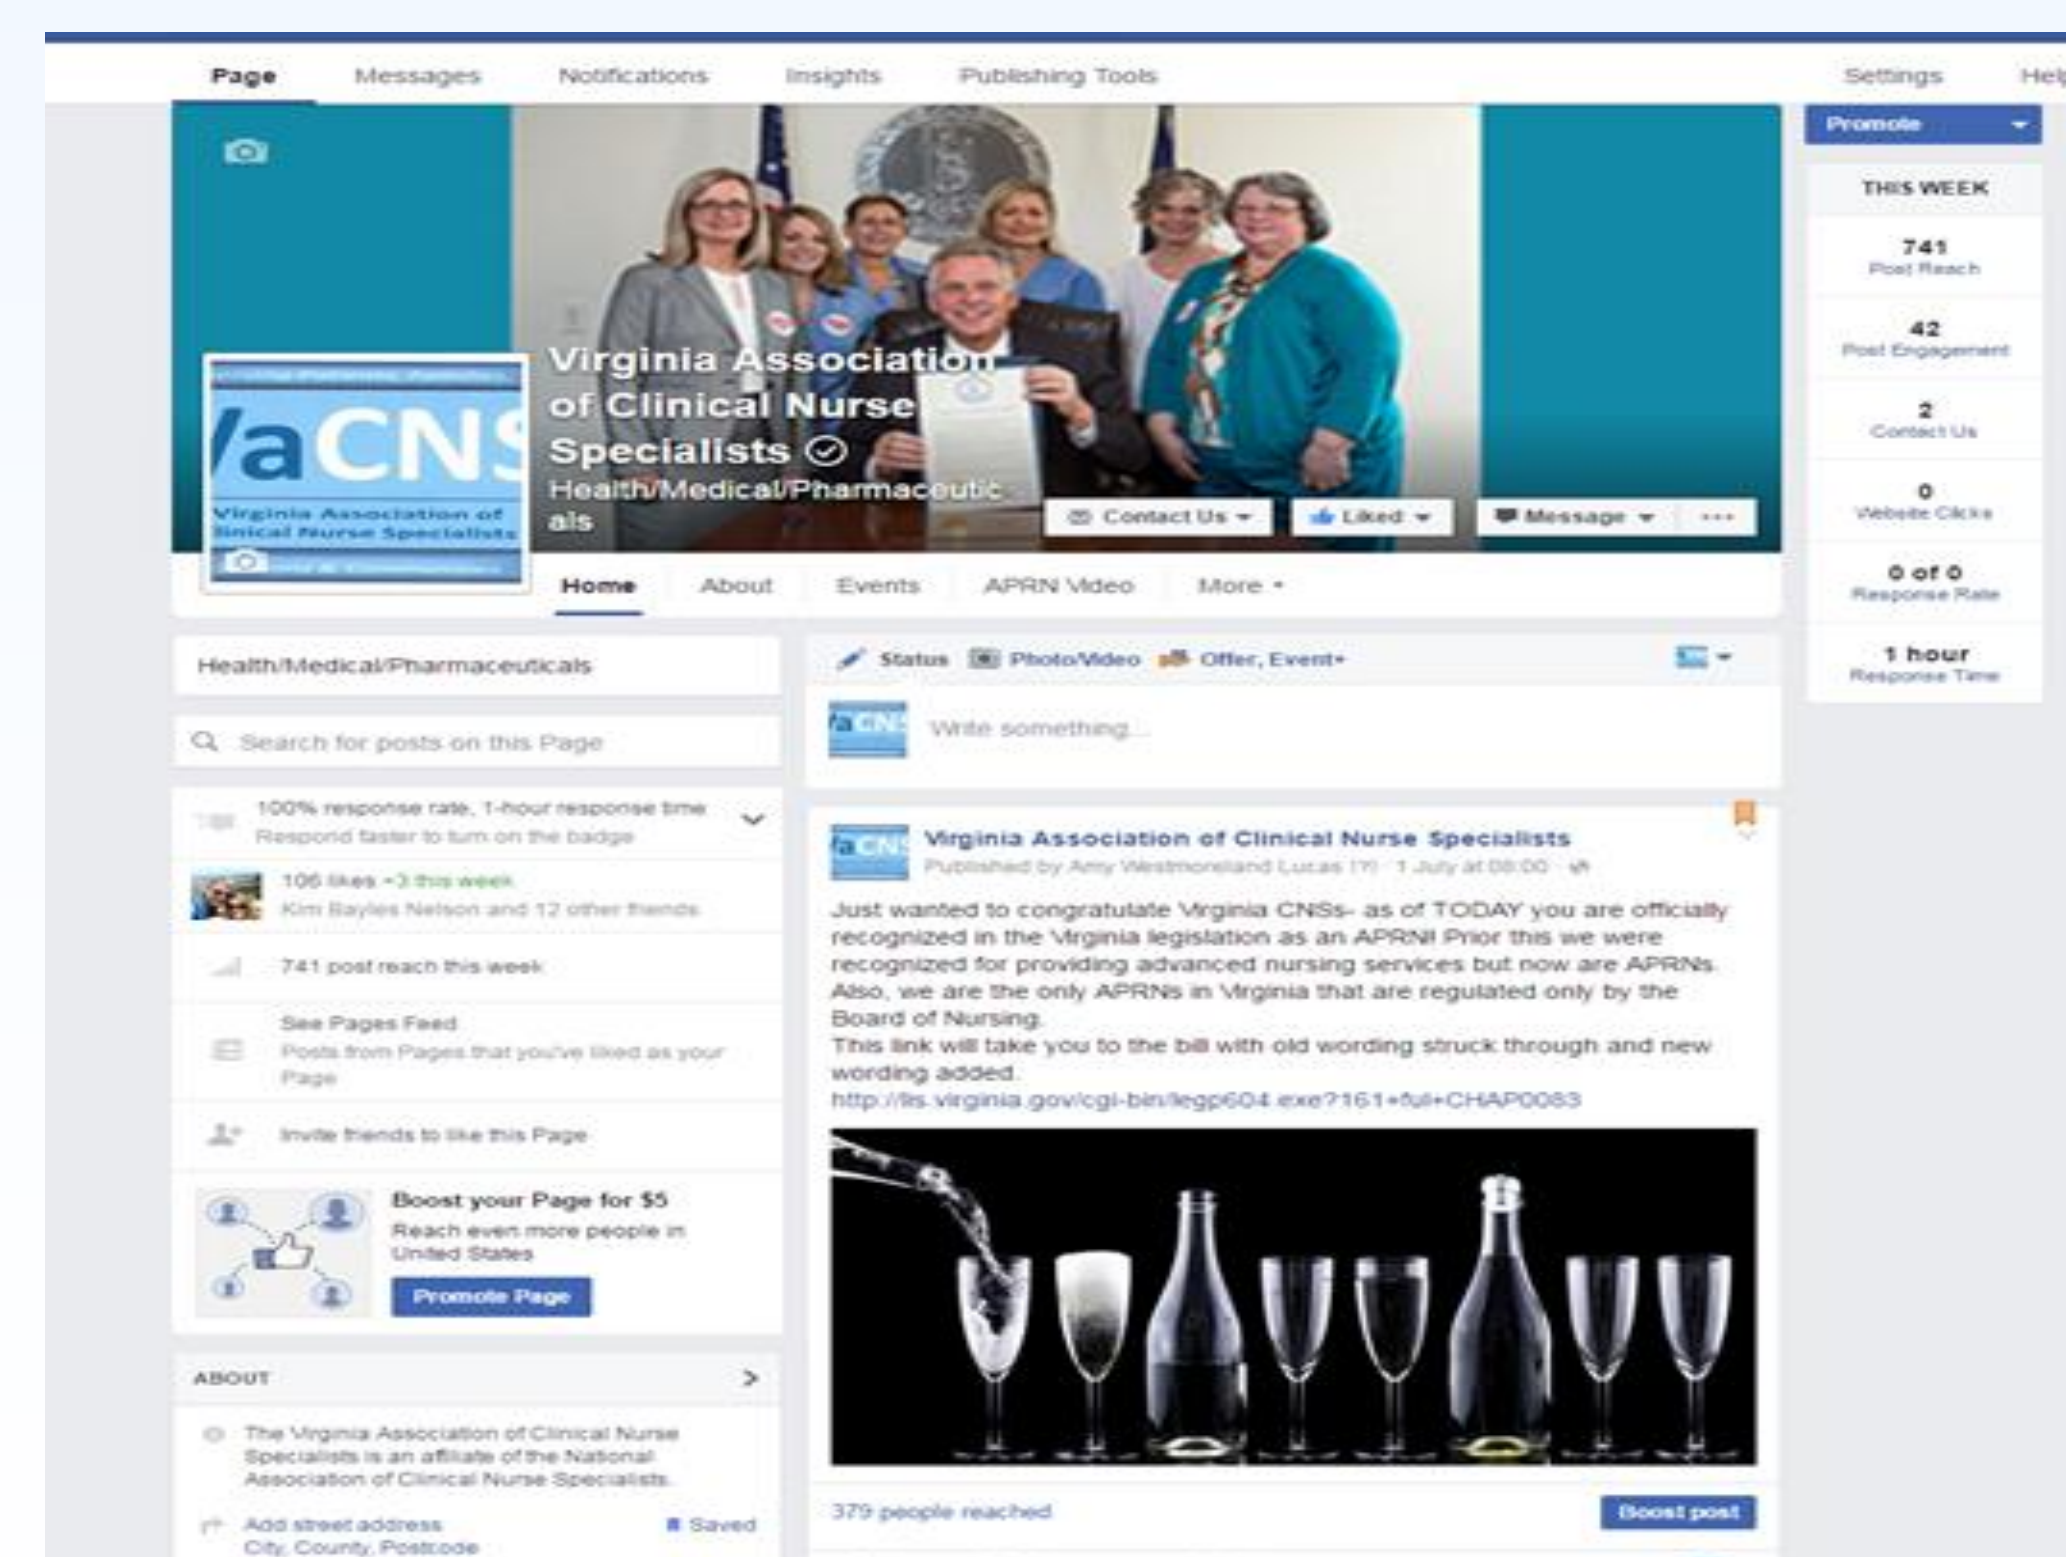 Page Messages Notifications Insights Publishing Tools Settings Help
Promote
THIS WEEK
741
Post Reach
42
Post Engagement
2
Contact Us
0
Website Clicks
0 of 0
Response Rate
1 hour
Response Time
VaCNS
Virginia Association of
Clinical Nurse Specialists
Virginia Association
of Clinical Nurse
Specialists
Health/Medical/Pharmaceutic
als
Contact Us Liked Message ...
Home About Events APRN Video More
Health/Medical/Pharmaceuticals
Search for posts on this Page
100% response rate, 1-hour response time
Respond faster to turn on the badge
106 likes +3 this week
Kim Bayles Nelson and 12 other friends
741 post reach this week
See Pages Feed
Posts from Pages that you've liked as your
Page
Invite friends to like this Page
Boost your Page for $5
Reach even more people in
United States
Promote Page
ABOUT
The Virginia Association of Clinical Nurse
Specialists is an affiliate of the National
Association of Clinical Nurse Specialists.
Add street address Saved
City, County, Postcode
Status Photo/Video Offer, Event+
VaCNS
Write something...
VaCNS
Virginia Association of Clinical Nurse Specialists
Published by Amy Westmoreland Lucas [?] · 1 July at 08:00 ·
Just wanted to congratulate Virginia CNSs- as of TODAY you are officially
recognized in the Virginia legislation as an APRN! Prior this we were
recognized for providing advanced nursing services but now are APRNs.
Also, we are the only APRNs in Virginia that are regulated only by the
Board of Nursing.
This link will take you to the bill with old wording struck through and new
wording added.
http://lis.virginia.gov/cgi-bin/legp604.exe?161+ful+CHAP0083
379 people reached
Boost post